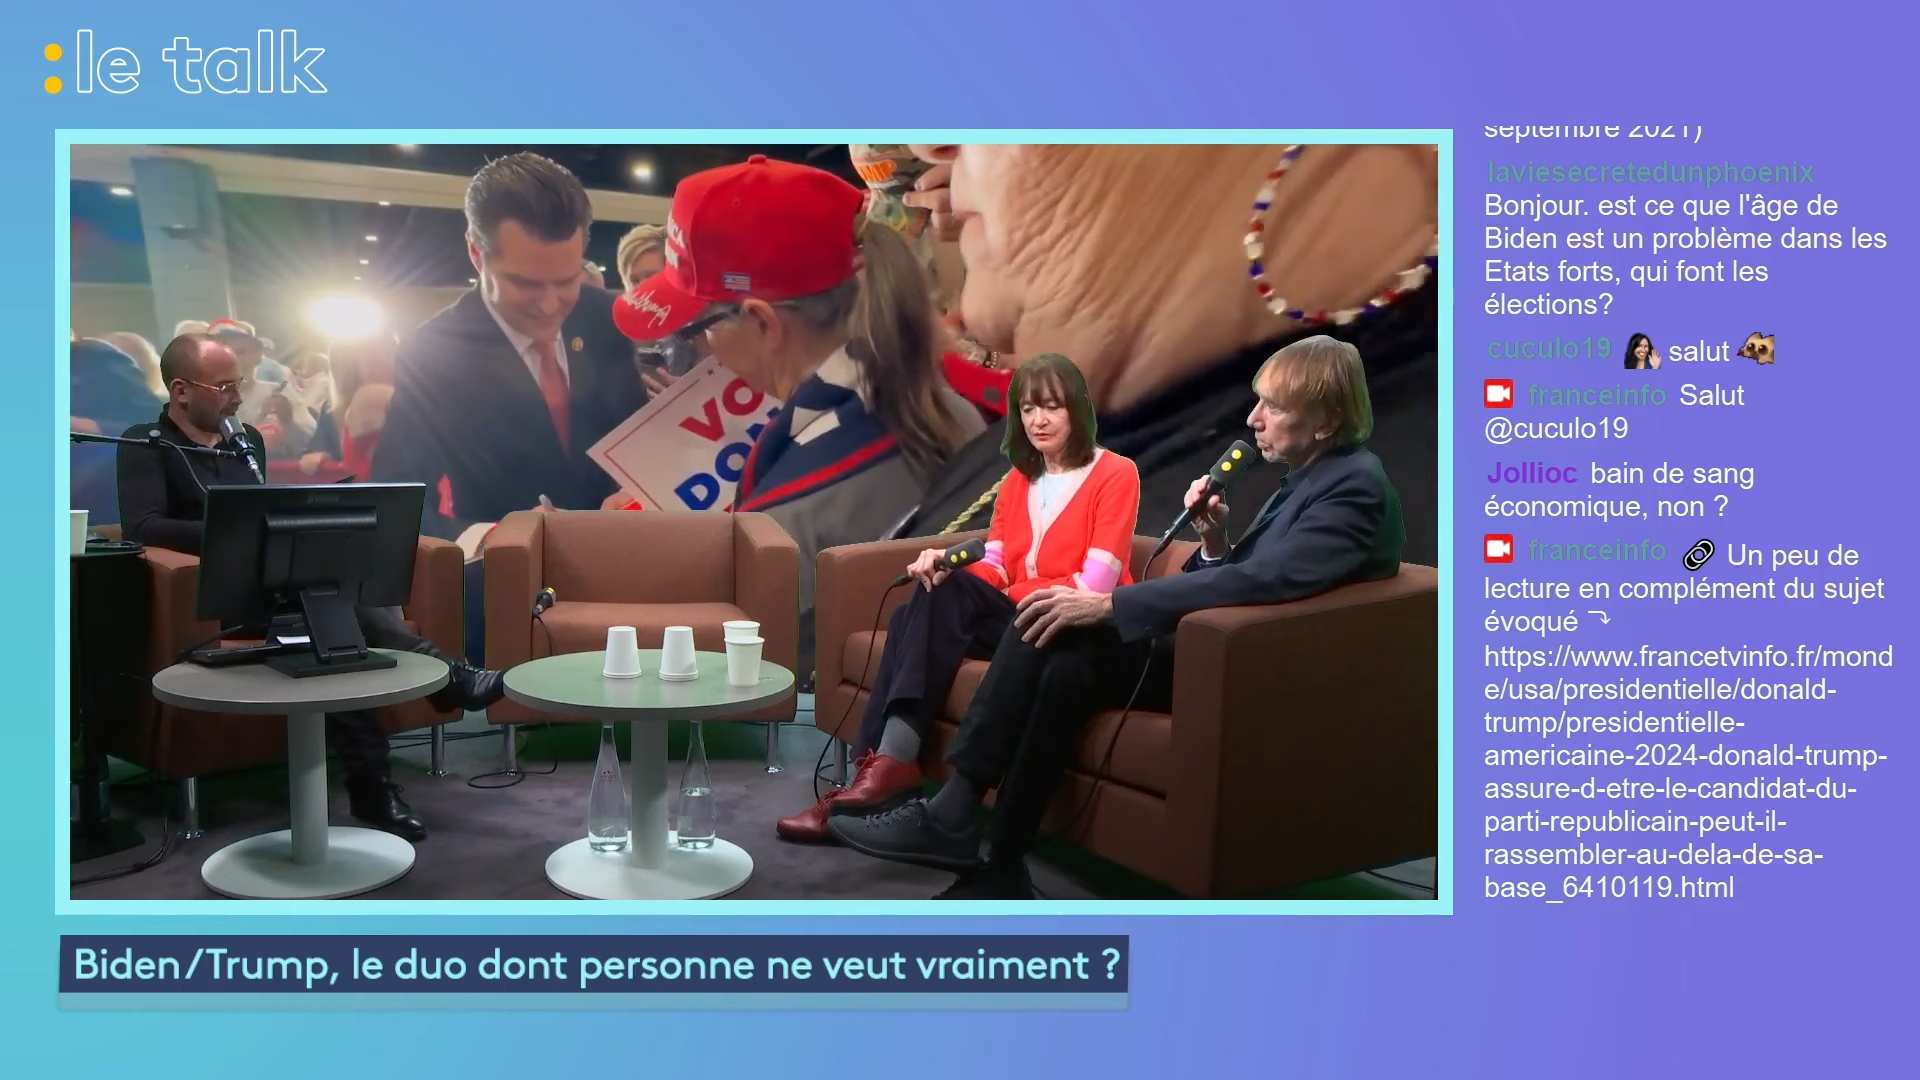 :le talk
septembre 2021)
laviesecretedunphoenix
Bonjour. est ce que l'âge de
Biden est un problème dans les
Etats forts, qui font les
élections?
cuculo19 salut
franceinfo Salut
@cuculo19
Jollioc bain de sang
économique, non ?
franceinfo Un peu de
lecture en complément du sujet
évoqué ⤵
https://www.francetvinfo.fr/mond
e/usa/presidentielle/donald-
trump/presidentielle-
americaine-2024-donald-trump-
assure-d-etre-le-candidat-du-
parti-republicain-peut-il-
rassembler-au-dela-de-sa-
base_6410119.html
VO
DON
Biden/Trump, le duo dont personne ne veut vraiment ?